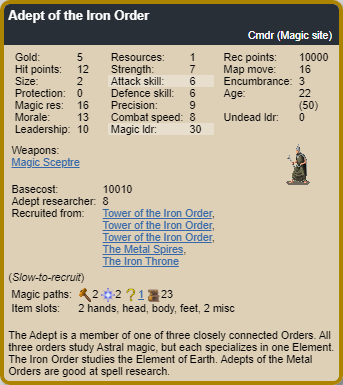 Adept of the Iron Order
Cmdr (Magic site)
Gold: 5 Resources: 1 Rec points: 10000
Hit points: 12 Strength: 7 Map move: 16
Size: 2 Attack skill: 6 Encumbrance: 3
Protection: 0 Defence skill: 6 Age: 22
Magic res: 16 Precision: 9 (50)
Morale: 13 Combat speed: 8 Undead ldr: 0
Leadership: 10 Magic ldr: 30
Weapons:
Magic Sceptre
Basecost: 10010
Adept researcher: 8
Recruited from: Tower of the Iron Order,
Tower of the Iron Order,
Tower of the Iron Order,
The Metal Spires,
The Iron Throne
(Slow-to-recruit)
Magic paths: 2 2 ?1 23
Item slots: 2 hands, head, body, feet, 2 misc
The Adept is a member of one of three closely connected Orders. All
three orders study Astral magic, but each specializes in one Element.
The Iron Order studies the Element of Earth. Adepts of the Metal
Orders are good at spell research.